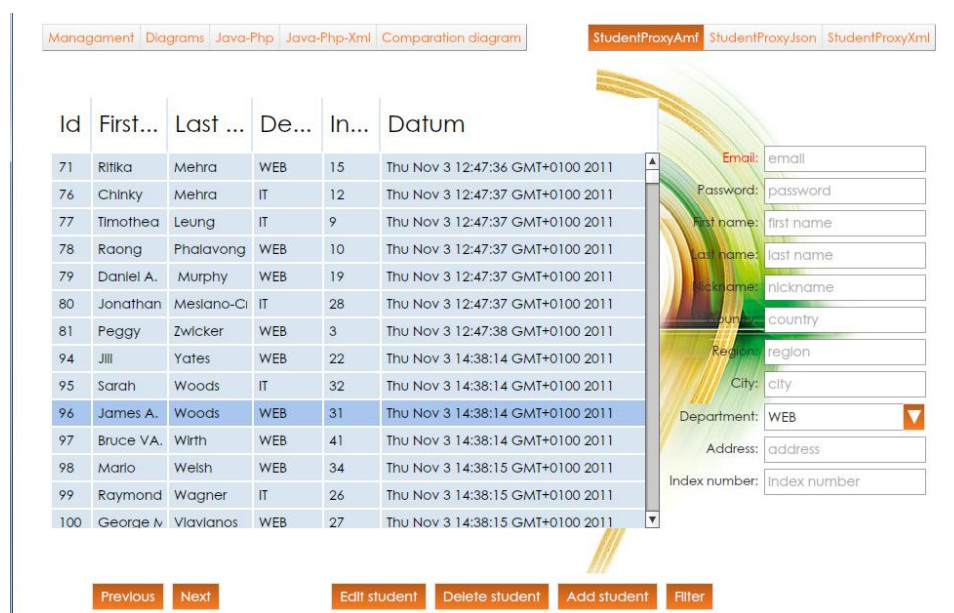 Managament Diagrams Java-Php Java-Php-Xml Comparation diagram StudentProxyAmf StudentProxyJson StudentProxyXml
Id First... Last ... De... In... Datum
71 Ritika Mehra WEB 15 Thu Nov 3 12:47:36 GMT+0100 2011
76 Chinky Mehra IT 12 Thu Nov 3 12:47:37 GMT+0100 2011
77 Timothea Leung IT 9 Thu Nov 3 12:47:37 GMT+0100 2011
78 Raong Phalavong WEB 10 Thu Nov 3 12:47:37 GMT+0100 2011
79 Daniel A. Murphy WEB 19 Thu Nov 3 12:47:37 GMT+0100 2011
80 Jonathan Mesiano-Cr IT 28 Thu Nov 3 12:47:37 GMT+0100 2011
81 Peggy Zwicker WEB 3 Thu Nov 3 12:47:38 GMT+0100 2011
94 Jill Yates WEB 22 Thu Nov 3 14:38:14 GMT+0100 2011
95 Sarah Woods IT 32 Thu Nov 3 14:38:14 GMT+0100 2011
96 James A. Woods WEB 31 Thu Nov 3 14:38:14 GMT+0100 2011
97 Bruce VA. Wirth WEB 41 Thu Nov 3 14:38:14 GMT+0100 2011
98 Mario Welsh WEB 34 Thu Nov 3 14:38:15 GMT+0100 2011
99 Raymond Wagner IT 26 Thu Nov 3 14:38:15 GMT+0100 2011
100 George M Vlavianos WEB 27 Thu Nov 3 14:38:15 GMT+0100 2011
Email: email
Password: password
First name: first name
Last name: last name
Nickname: nickname
Country: country
Region: region
City: city
Department: WEB
Address: address
Index number: Index number
Previous Next Edit student Delete student Add student Filter